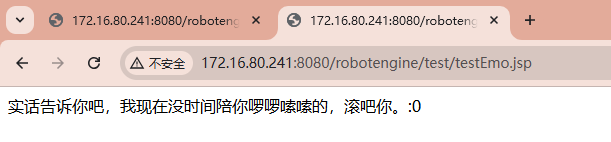 172.16.80.241:8080/roboteng
172.16.80.241:8080/roboteng
不安全 172.16.80.241:8080/robotengine/test/testEmo.jsp
实话告诉你吧，我现在没时间陪你啰啰嗦嗦的，滚吧你。:0